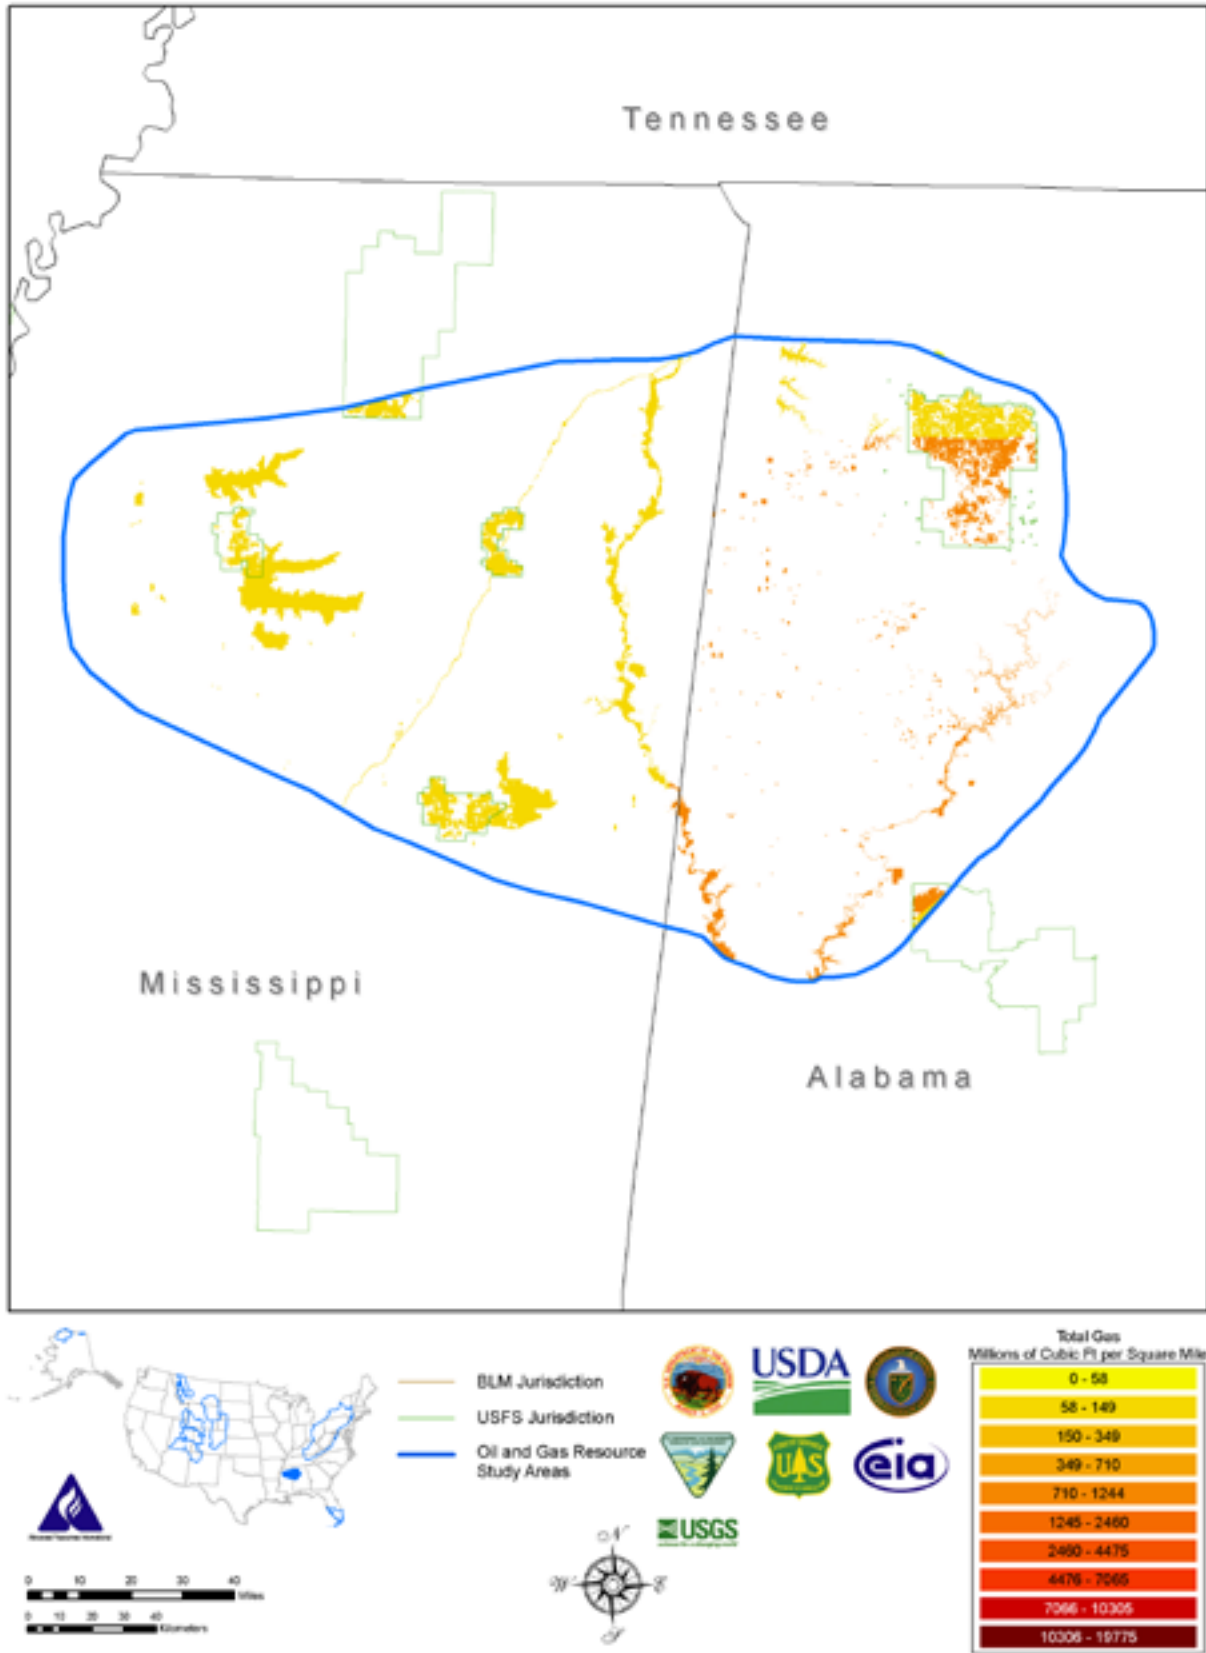 Tennessee
Mississippi
Alabama
BLM Jurisdiction
USFS Jurisdiction
Oil and Gas Resource
Study Areas
USDA
eia
UAS
USGS
N
W
E
S
0 10 20 30 40
Miles
0 10 20 30 40
Kilometers
Total Gas
Millions of Cubic Ft per Square Mile
0 - 58
58 - 149
150 - 349
349 - 710
710 - 1244
1245 - 2460
2460 - 4475
4476 - 7065
7066 - 10305
10306 - 19775